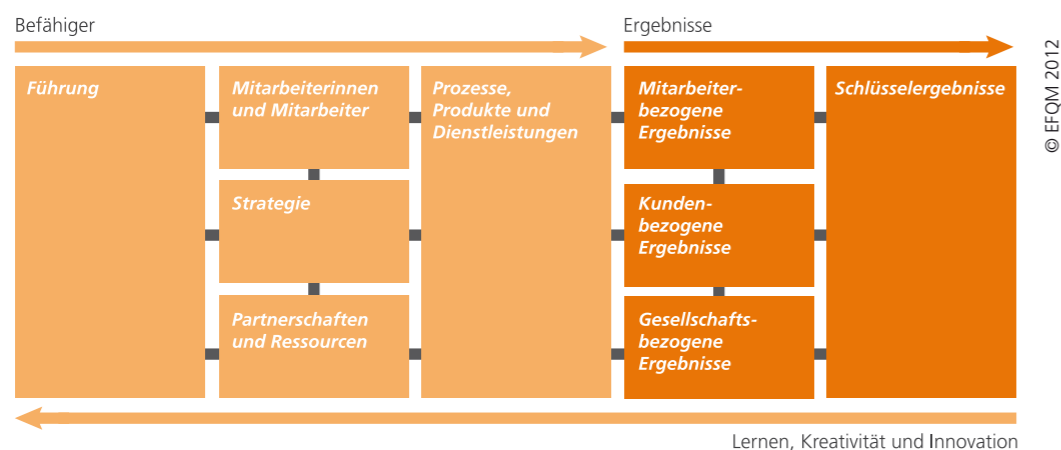 Befähiger
Ergebnisse
Führung
Mitarbeiterinnen
und Mitarbeiter
Strategie
Partnerschaften
und Ressourcen
Prozesse,
Produkte und
Dienstleistungen
Mitarbeiter-
bezogene
Ergebnisse
Kunden-
bezogene
Ergebnisse
Gesellschafts-
bezogene
Ergebnisse
Schlüsselergebnisse
Lernen, Kreativität und Innovation
© EFQM 2012